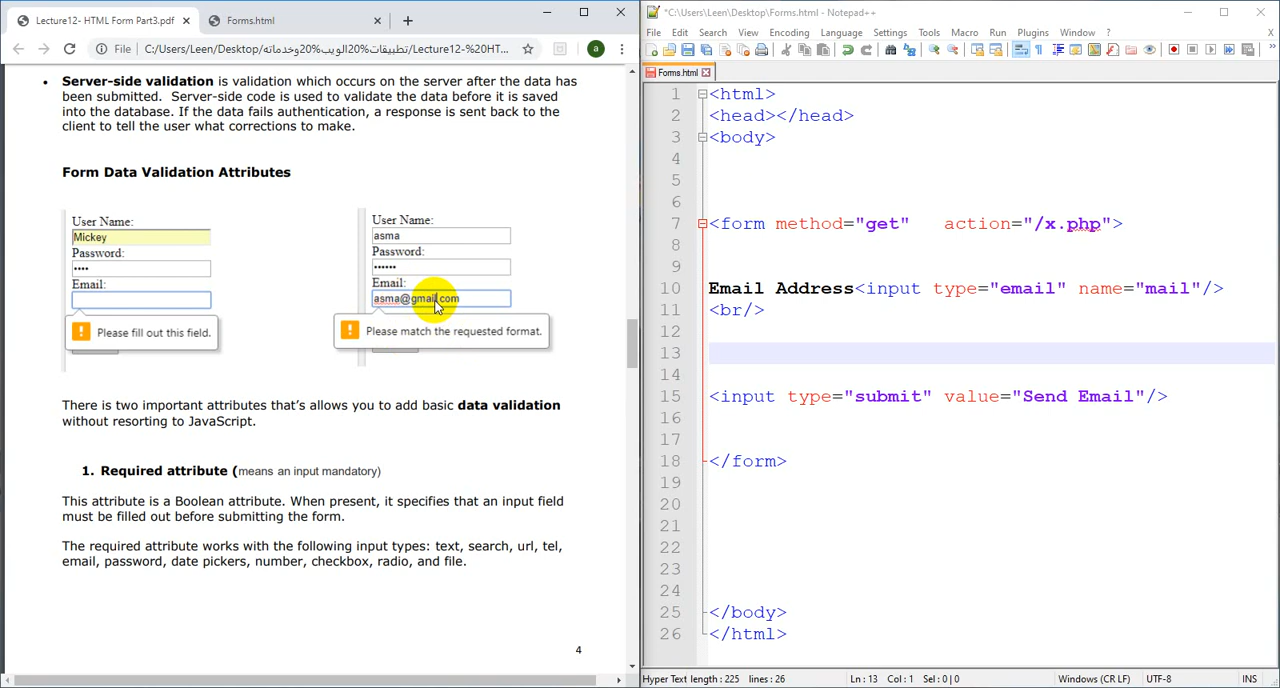 Lecture12- HTML Form Part3.pdf
Forms.html
File
C:/Users/Leen/Desktop/تطبيقات%20الويب%20وخدماته/Lecture12-%20HT...
a
Server-side validation is validation which occurs on the server after the data has
been submitted. Server-side code is used to validate the data before it is saved
into the database. If the data fails authentication, a response is sent back to the
client to tell the user what corrections to make.
Form Data Validation Attributes
User Name:
Mickey
Password:
Email:
Please fill out this field.
User Name:
asma
Password:
Email:
asma@gmail.com
Please match the requested format.
There is two important attributes that's allows you to add basic data validation
without resorting to JavaScript.
1. Required attribute (means an input mandatory)
This attribute is a Boolean attribute. When present, it specifies that an input field
must be filled out before submitting the form.
The required attribute works with the following input types: text, search, url, tel,
email, password, date pickers, number, checkbox, radio, and file.
4
*C:\Users\Leen\Desktop\Forms.html - Notepad++
File Edit Search View Encoding Language Settings Tools Macro Run Plugins Window ? X
Forms.html
1 <html>
2 <head></head>
3 <body>
4
5
6
7 <form method="get" action="/x.php">
8
9
10 Email Address<input type="email" name="mail"/>
11 <br/>
12
13
14
15 <input type="submit" value="Send Email"/>
16
17
18 </form>
19
20
21
22
23
24
25 </body>
26 </html>
Hyper Text length : 225 lines : 26 Ln : 13 Col : 1 Sel : 0 | 0 Windows (CR LF) UTF-8 INS